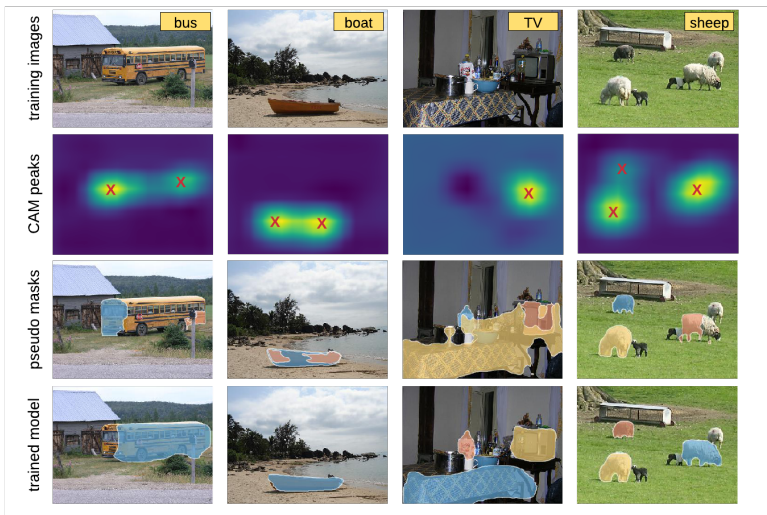 bus
boat
TV
sheep
training images
X
X
X
X
X
X
X
X
CAM peaks
pseudo masks
trained model